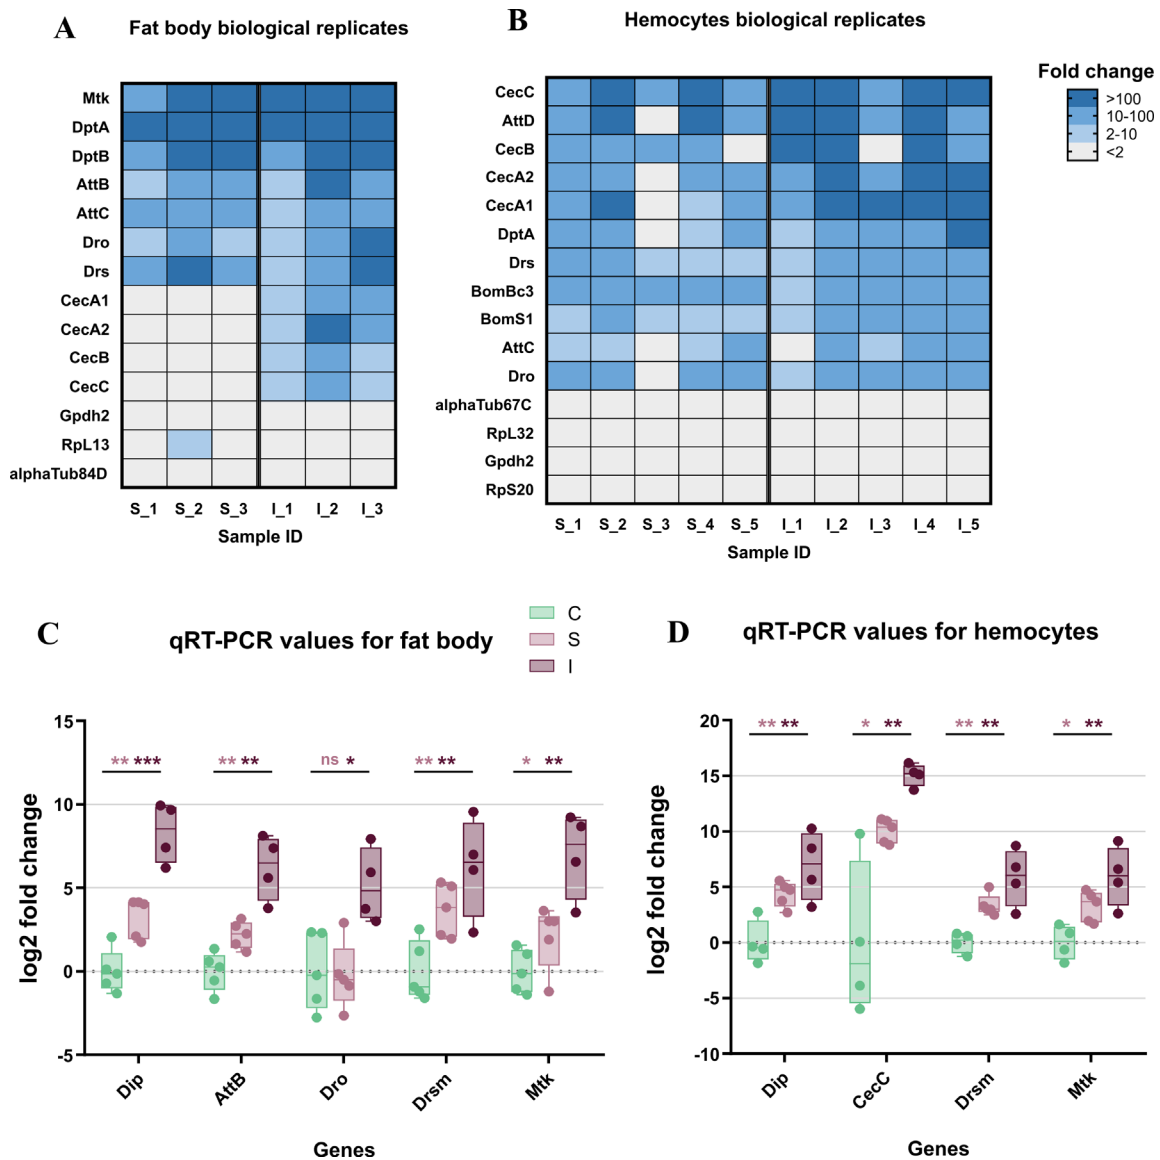 A
Fat body biological replicates
Mtk
DptA
DptB
AttB
AttC
Dro
Drs
CecA1
CecA2
CecB
CecC
Gpdh2
RpL13
alphaTub84D
S_1 S_2 S_3 I_1 I_2 I_3
Sample ID
B
Hemocytes biological replicates
CecC
AttD
CecB
CecA2
CecA1
DptA
Drs
BomBc3
BomS1
AttC
Dro
alphaTub67C
RpL32
Gpdh2
RpS20
S_1 S_2 S_3 S_4 S_5 I_1 I_2 I_3 I_4 I_5
Sample ID
Fold change
>100
10-100
2-10
<2
C
qRT-PCR values for fat body
C
S
I
log2 fold change
15
10
5
0
-5
** *** ** ** ns * ** ** * **
Dip AttB Dro Drsm Mtk
Genes
D
qRT-PCR values for hemocytes
log2 fold change
20
15
10
5
0
-5
-10
** ** * ** ** ** * **
Dip CecC Drsm Mtk
Genes